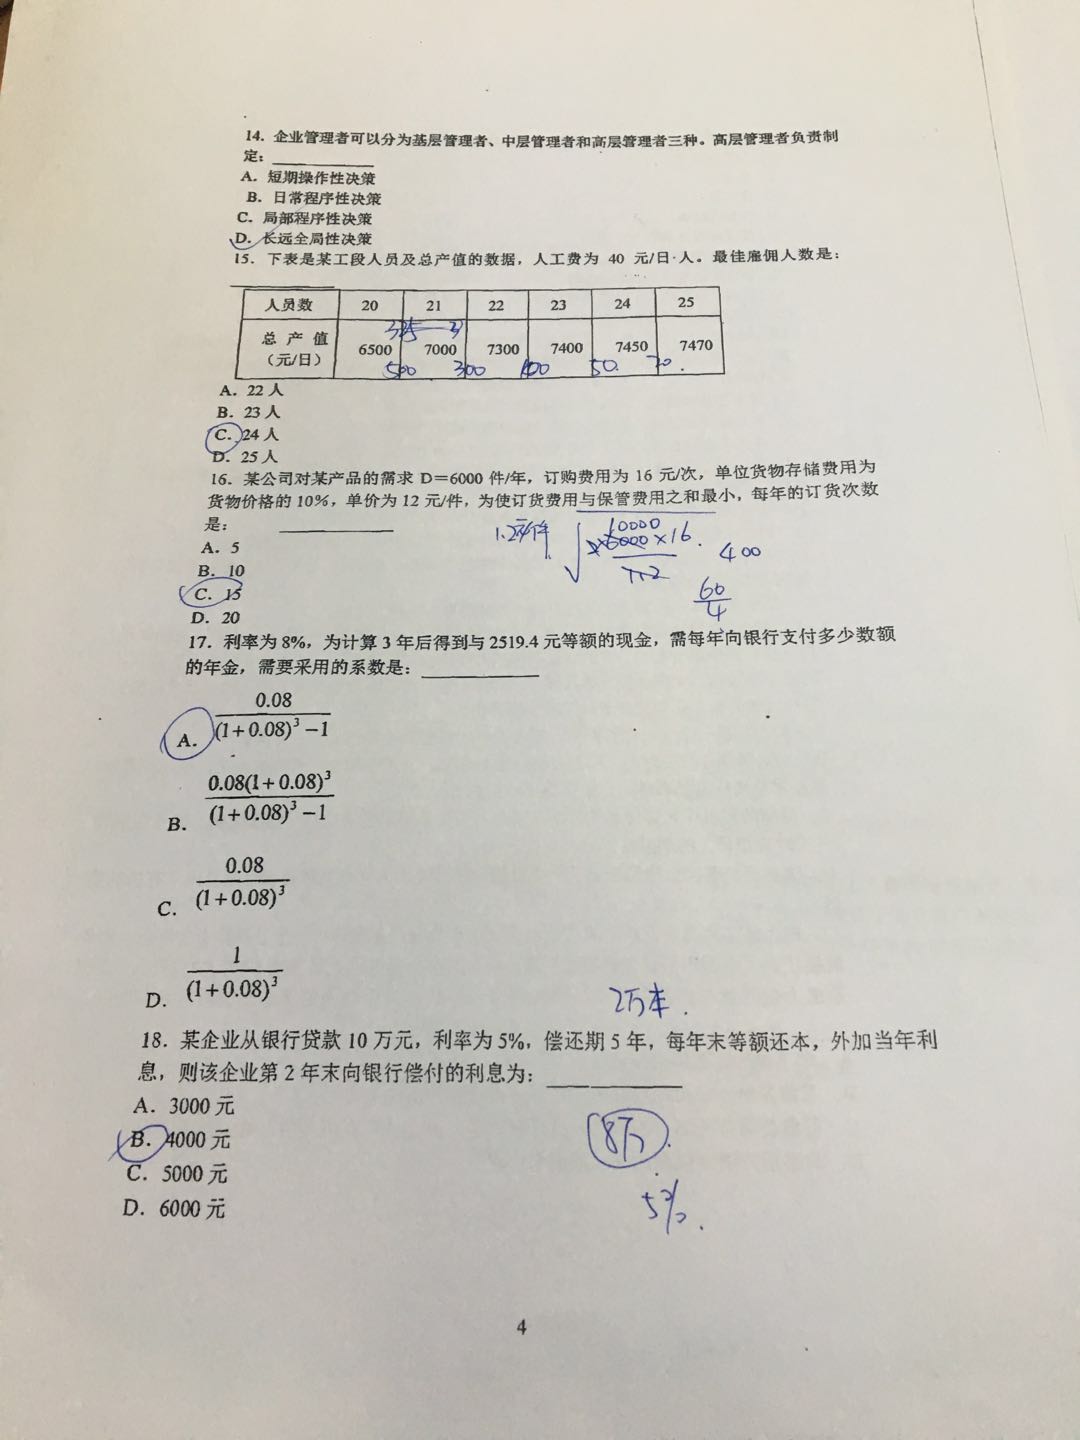 14. 企业管理者可以分为基层管理者、中层管理者和高层管理者三种。高层管理者负责制
定：
A. 短期操作性决策
B. 日常程序性决策
C. 局部程序性决策
D. 长远全局性决策
15. 下表是某工段人员及总产值的数据，人工费为 40 元/日·人。最佳雇佣人数是：
人员数 20 21 22 23 24 25
总产值（元/日） 6500 7000 7300 7400 7450 7470
500 300 100 50. 20.
A. 22 人
B. 23 人
C. 24 人
D. 25 人
16. 某公司对某产品的需求 D＝6000 件/年，订购费用为 16 元/次，单位货物存储费用为
货物价格的 10%，单价为 12 元/件，为使订货费用与保管费用之和最小，每年的订货次数
是：
A. 5
B. 10
C. 15
D. 20
10000
×16
400
60
4
17. 利率为 8%，为计算 3 年后得到与 2519.4 元等额的现金，需每年向银行支付多少数额
的年金，需要采用的系数是：
A. 0.08/((1+0.08)³－1)
B. 0.08(1+0.08)³/((1+0.08)³－1)
C. 0.08/(1+0.08)³
D. 1/(1+0.08)³
2万本.
18. 某企业从银行贷款 10 万元，利率为 5%，偿还期 5 年，每年末等额还本，外加当年利
息，则该企业第 2 年末向银行偿付的利息为：
A. 3000 元
B. 4000 元
C. 5000 元
D. 6000 元
8万.
5%.
4